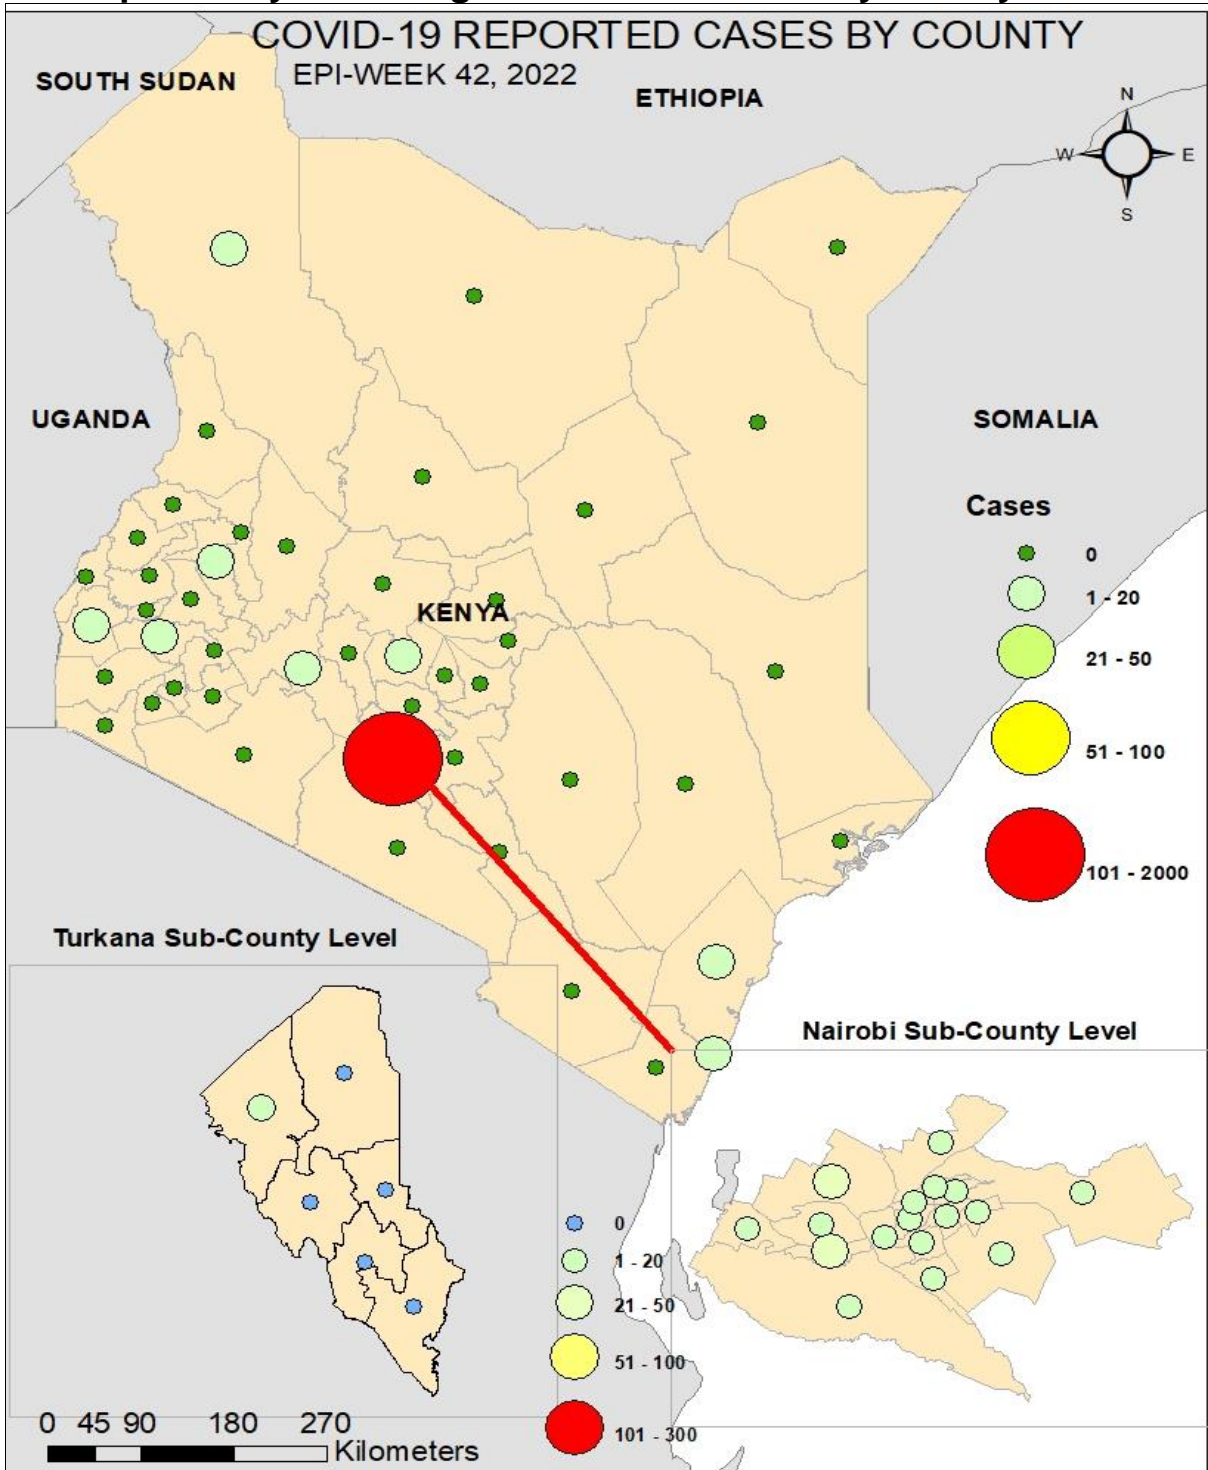 COVID-19 REPORTED CASES BY COUNTY
EPI-WEEK 42, 2022
SOUTH SUDAN
ETHIOPIA
N
W
E
S
UGANDA
SOMALIA
Cases
0
1 - 20
21 - 50
51 - 100
101 - 2000
KENYA
Turkana Sub-County Level
Nairobi Sub-County Level
0
1 - 20
21 - 50
51 - 100
101 - 300
0 45 90 180 270
Kilometers